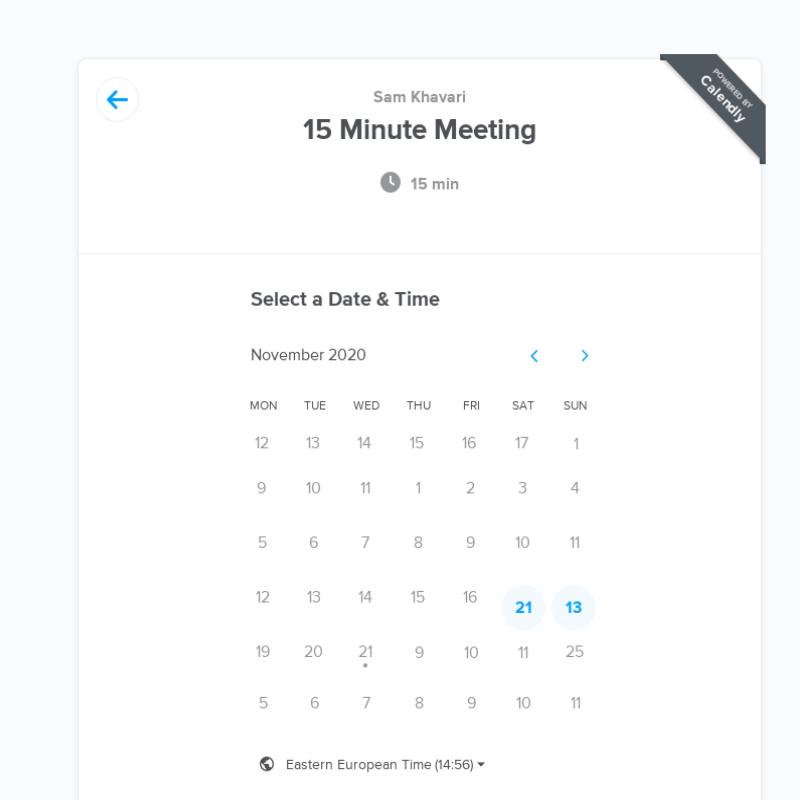 POWERED BY
Calendly
Sam Khavari
15 Minute Meeting
15 min
Select a Date & Time
November 2020
MON TUE WED THU FRI SAT SUN
12 13 14 15 16 17 1
9 10 11 1 2 3 4
5 6 7 8 9 10 11
12 13 14 15 16 21 13
19 20 21 9 10 11 25
5 6 7 8 9 10 11
Eastern European Time (14:56)